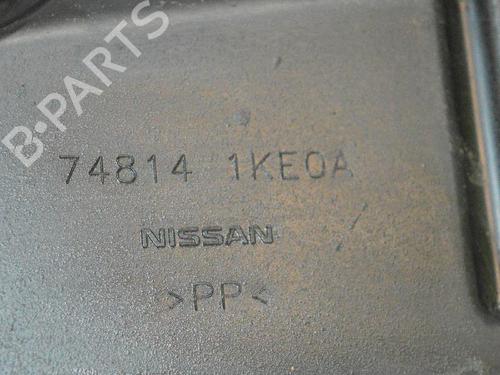 B-PARTS
74814 1KE0A
NISSAN
>PP<